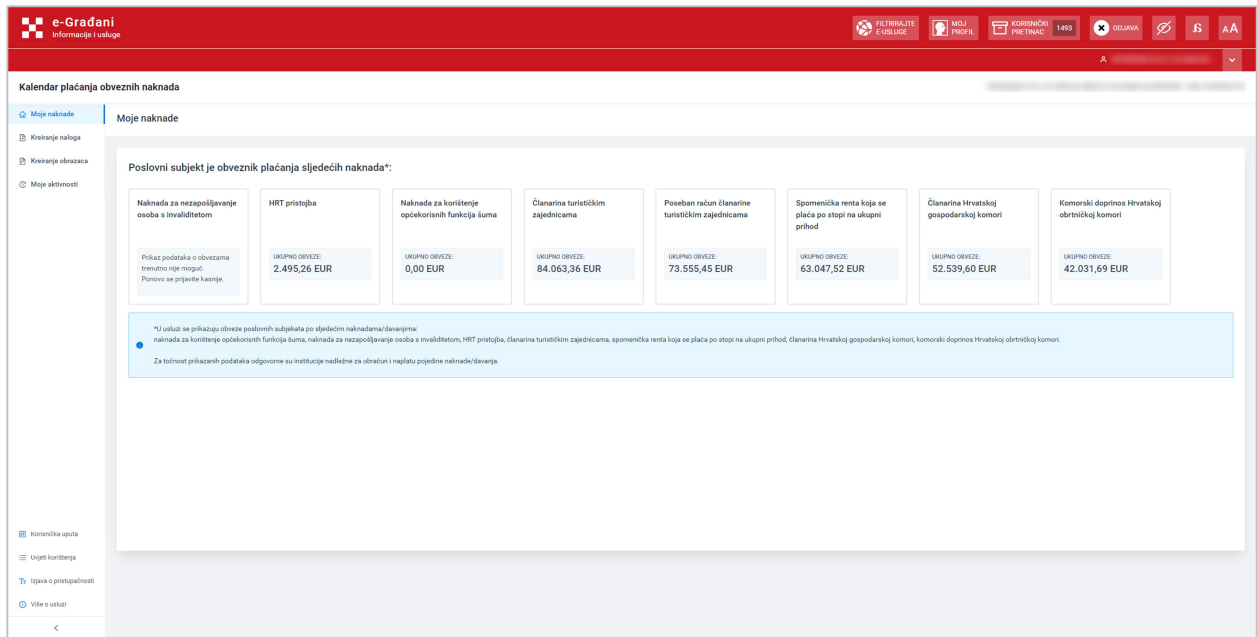 e-Građani
Informacije i usluge
FILTRIRAJTE
E-USLUGE
MOJ
PROFIL
KORISNIČKI
PRETINAC
1493
ODJAVA
AA
Kalendar plaćanja obveznih naknada
Moje naknade
Kreiranje naloga
Kreiranje obrazaca
Moje aktivnosti
Moje naknade
Poslovni subjekt je obveznik plaćanja sljedećih naknada*:
Naknada za nezapošljavanje
osoba s invaliditetom
Prikaz podataka o obvezama
trenutno nije moguć.
Ponovo se prijavite kasnije.
HRT pristojba
UKUPNO OBVEZE:
2.495,26 EUR
Naknada za korištenje
općekorisnih funkcija šuma
UKUPNO OBVEZE:
0,00 EUR
Članarina turističkim
zajednicama
UKUPNO OBVEZE:
84.063,36 EUR
Poseban račun članarine
turističkim zajednicama
UKUPNO OBVEZE:
73.555,45 EUR
Spomenička renta koja se
plaća po stopi na ukupni
prihod
UKUPNO OBVEZE:
63.047,52 EUR
Članarina Hrvatskoj
gospodarskoj komori
UKUPNO OBVEZE:
52.539,60 EUR
Komorski doprinos Hrvatskoj
obrtničkoj komori
UKUPNO OBVEZE:
42.031,69 EUR
*U usluzi se prikazuju obveze poslovnih subjekata po sljedećim naknadama/davanjima:
naknada za korištenje općekorisnih funkcija šuma, naknada za nezapošljavanje osoba s invaliditetom, HRT pristojba, članarina turističkim zajednicama, spomenička renta koja se plaća po stopi na ukupni prihod, članarina Hrvatskoj gospodarskoj komori, komorski doprinos Hrvatskoj obrtničkoj komori.
Za točnost prikazanih podataka odgovorne su institucije nadležne za obračun i naplatu pojedine naknade/davanja.
Korisnička uputa
Uvjeti korištenja
Izjava o pristupačnosti
Više o usluzi